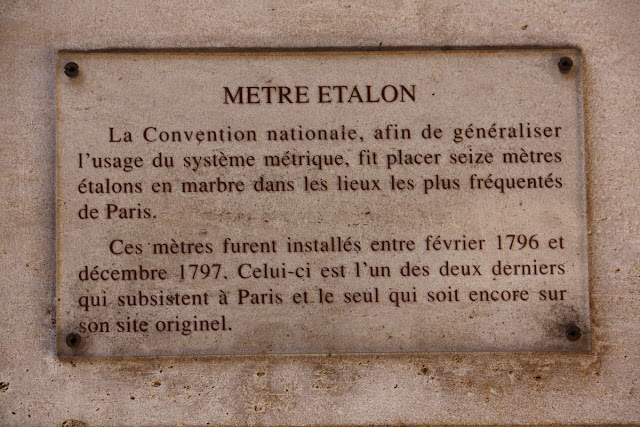 METRE ETALON
La Convention nationale, afin de généraliser
l'usage du système métrique, fit placer seize mètres
étalons en marbre dans les lieux les plus fréquentés
de Paris.
Ces mètres furent installés entre février 1796 et
décembre 1797. Celui-ci est l'un des deux derniers
qui subsistent à Paris et le seul qui soit encore sur
son site originel.